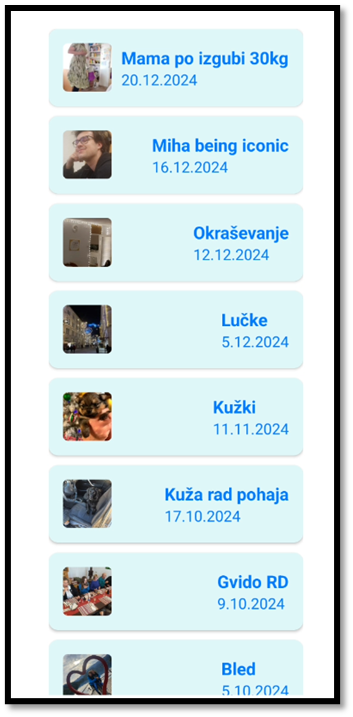 Mama po izgubi 30kg
20.12.2024
Miha being iconic
16.12.2024
Okraševanje
12.12.2024
Lučke
5.12.2024
Kužki
11.11.2024
Kuža rad pohaja
17.10.2024
Gvido RD
9.10.2024
Bled
5.10.2024